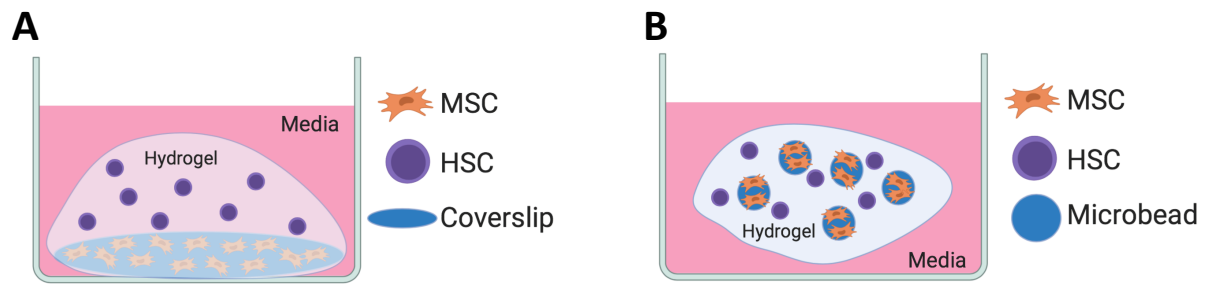 A
Media
Hydrogel
MSC
HSC
Coverslip
B
Hydrogel
Media
MSC
HSC
Microbead